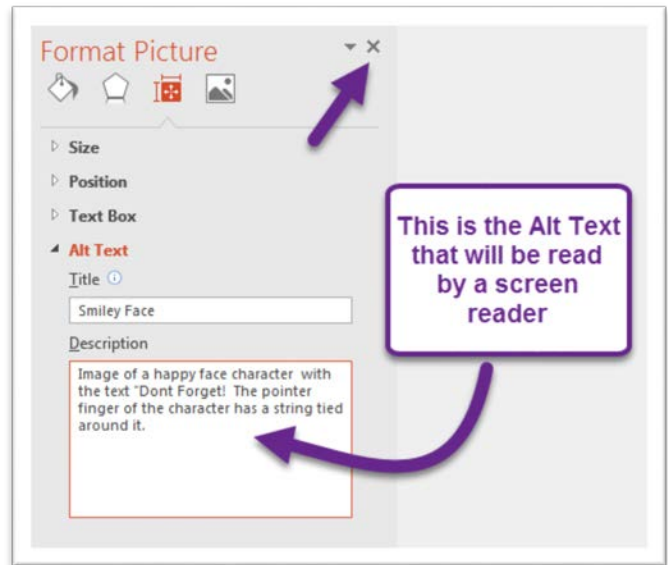 Format Picture
Size
Position
Text Box
Alt Text
Title
Smiley Face
Description
Image of a happy face character with
the text "Dont Forget! The pointer
finger of the character has a string tied
around it.
This is the Alt Text
that will be read
by a screen
reader